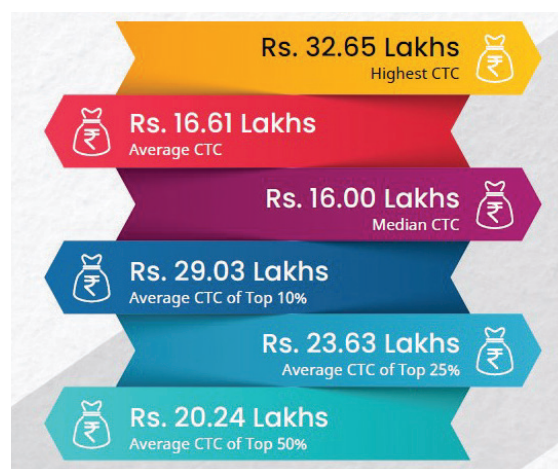 Rs. 32.65 Lakhs
Highest CTC
Rs. 16.61 Lakhs
Average CTC
Rs. 16.00 Lakhs
Median CTC
Rs. 29.03 Lakhs
Average CTC of Top 10%
Rs. 23.63 Lakhs
Average CTC of Top 25%
Rs. 20.24 Lakhs
Average CTC of Top 50%